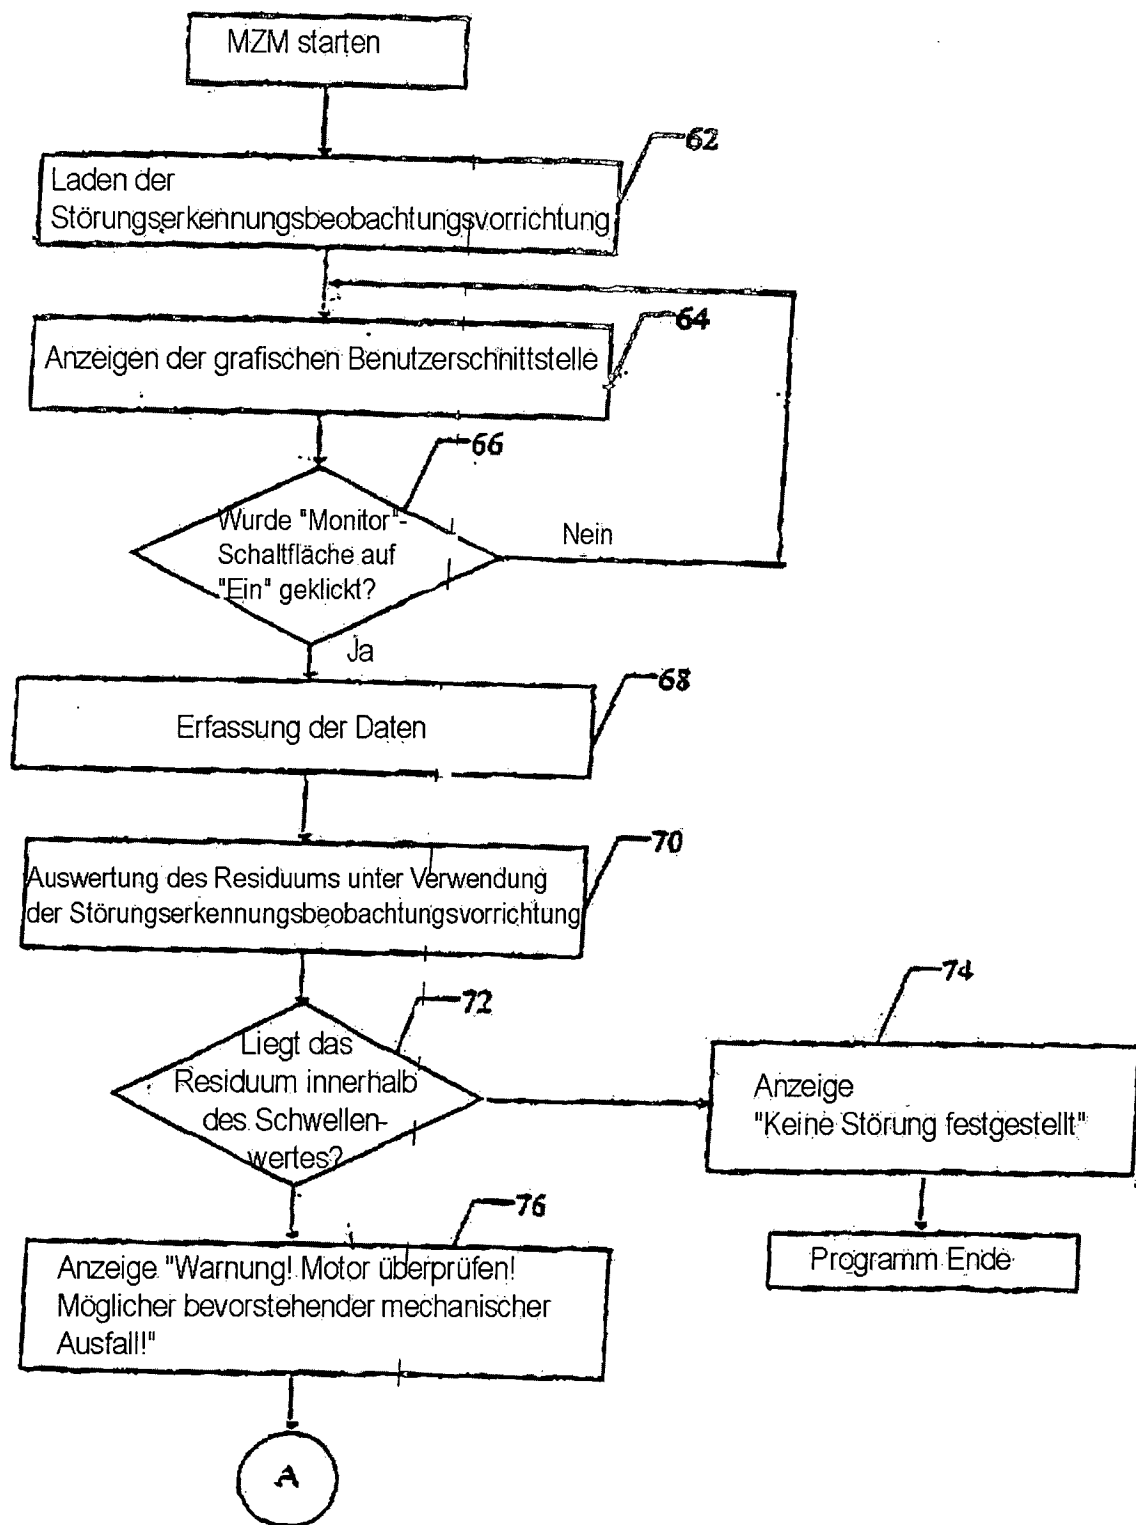 MZM starten
62
Laden der
Störungserkennungsbeobachtungsvorrichtung
64
Anzeigen der grafischen Benutzerschnittstelle
66
Wurde "Monitor"-
Schaltfläche auf
"Ein" geklickt?
Nein
Ja
68
Erfassung der Daten
70
Auswertung des Residuums unter Verwendung
der Störungserkennungsbeobachtungsvorrichtung
72
Liegt das
Residuum innerhalb
des Schwellen-
wertes?
74
Anzeige
"Keine Störung festgestellt"
Programm Ende
76
Anzeige "Warnung! Motor überprüfen!
Möglicher bevorstehender mechanischer
Ausfall!"
A